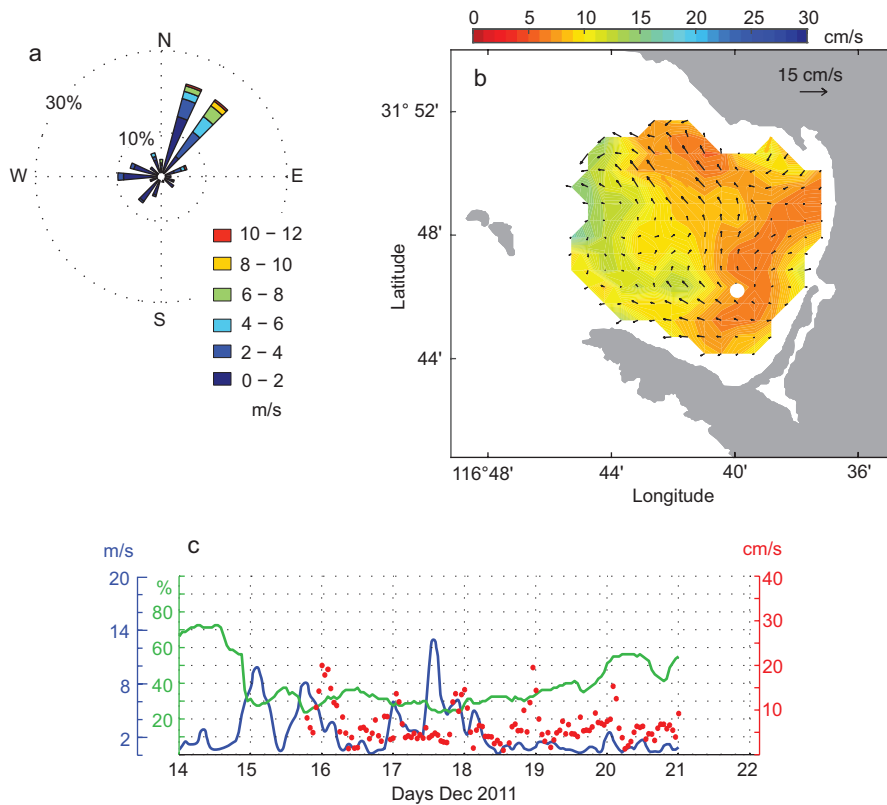 a
N
30%
10%
W
E
S
10 – 12
8 – 10
6 – 8
4 – 6
2 – 4
0 – 2
m/s
0 5 10 15 20 25 30
cm/s
b
15 cm/s
31° 52'
48'
44'
Latitude
116°48' 44' 40' 36'
Longitude
c
m/s
20
14
8
2
%
80
60
40
20
cm/s
40
30
20
10
0
14 15 16 17 18 19 20 21 22
Days Dec 2011